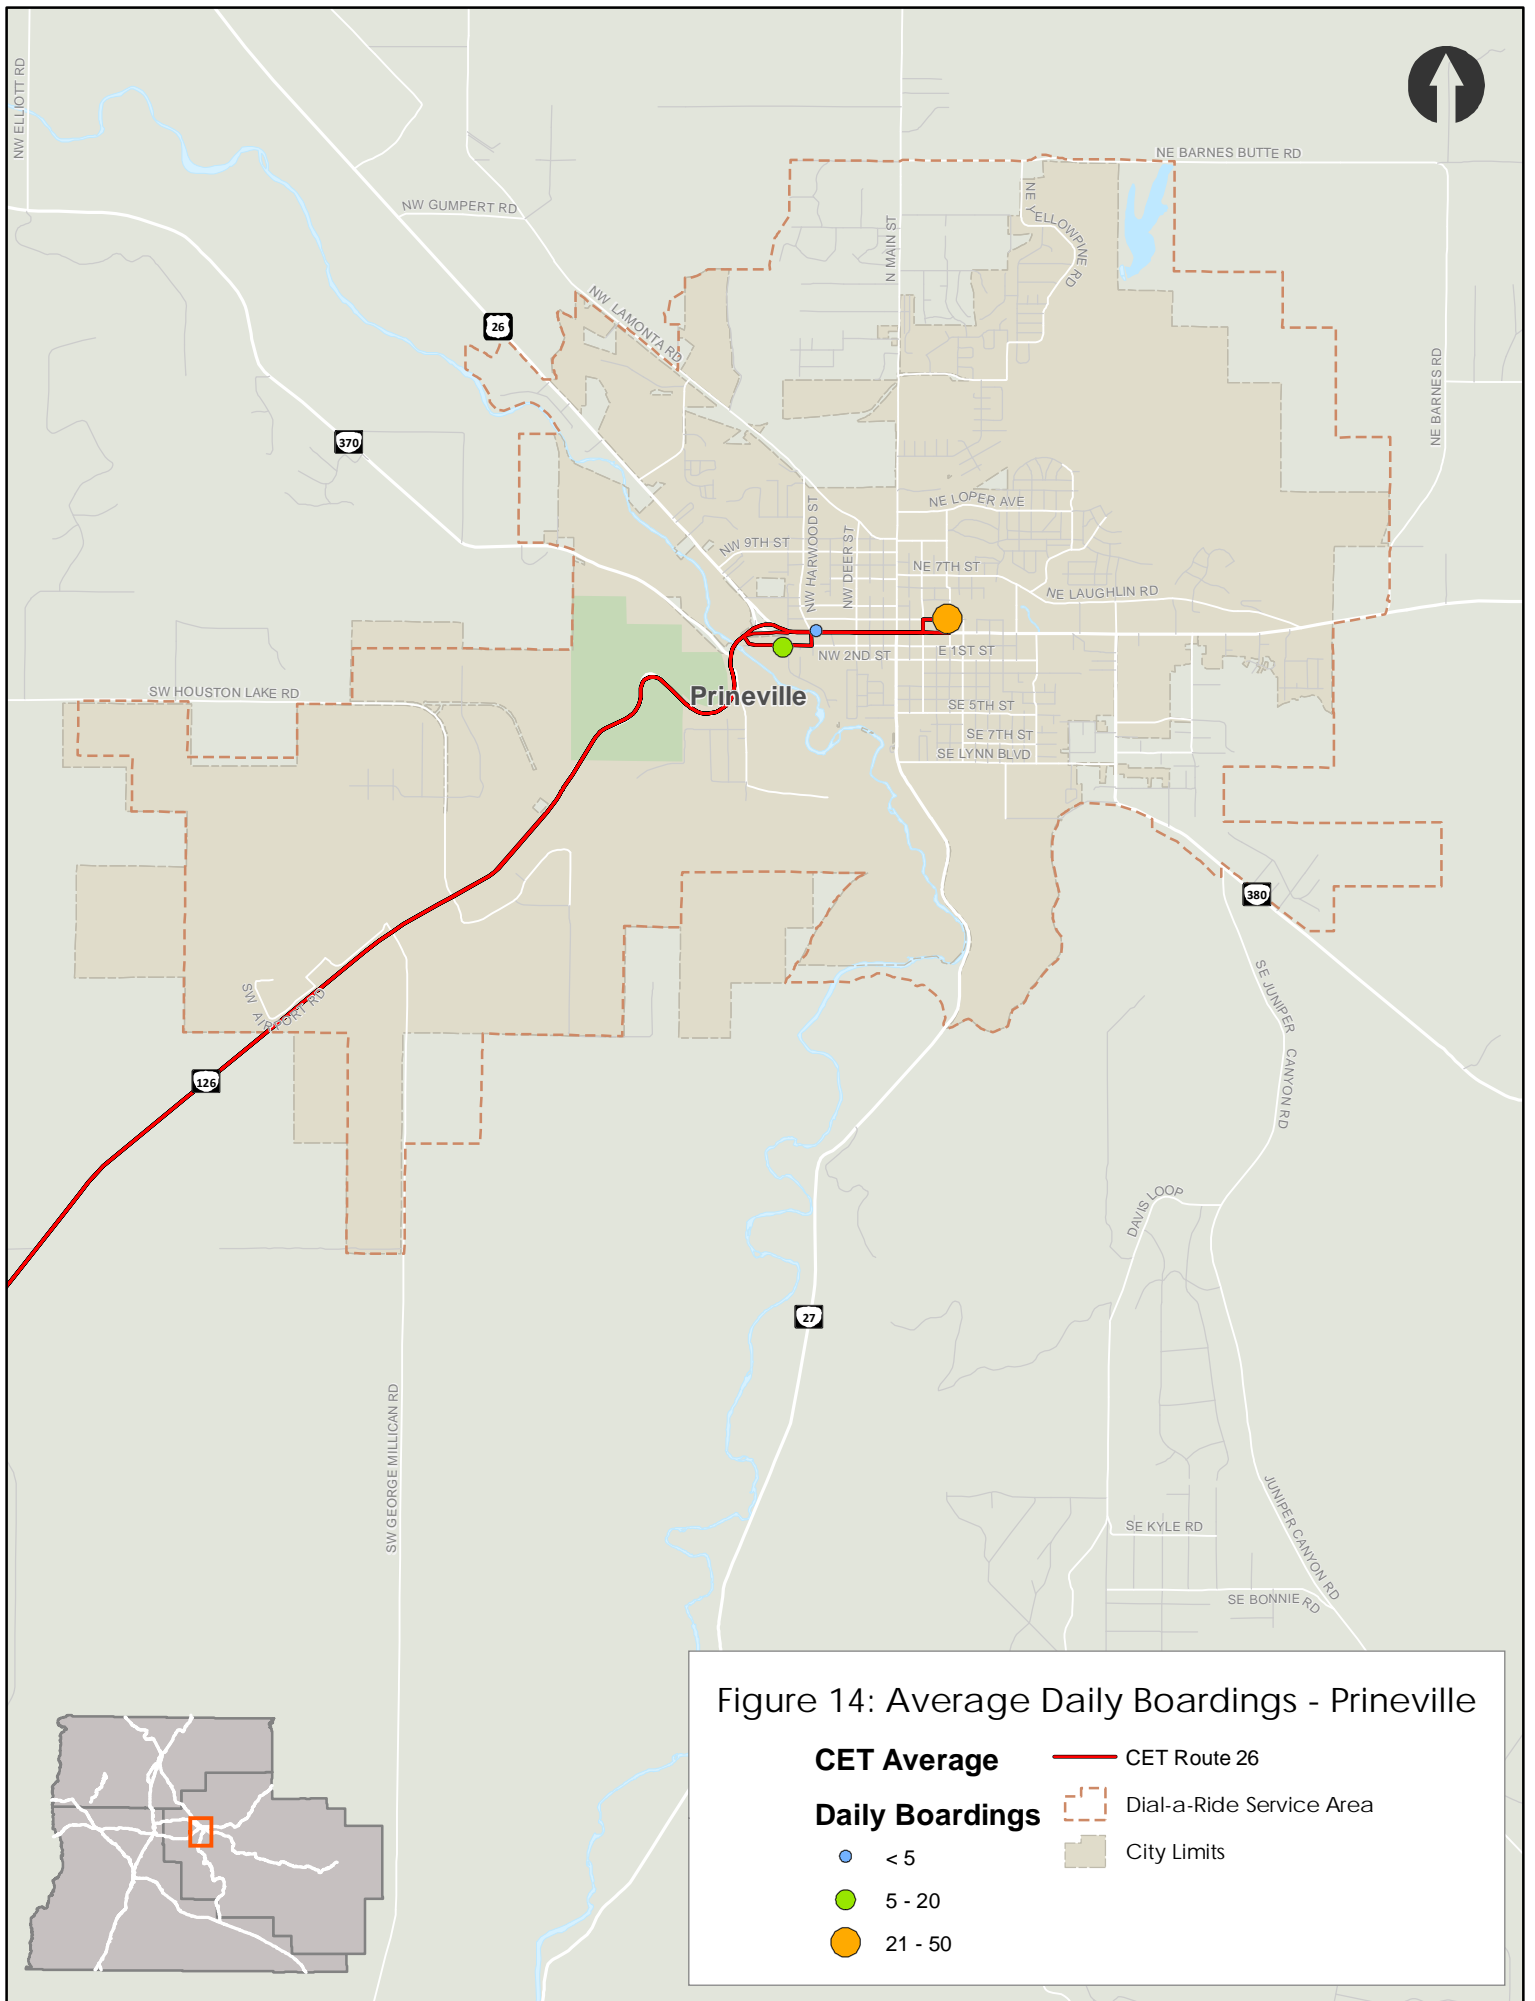 NW ELLIOTT RD
NE BARNES BUTTE RD
NW GUMPERT RD
N MAIN ST
NE YELLOWPINE RD
NW LAMONTA RD
26
NE BARNES RD
370
NE LOPER AVE
NW HARWOOD ST
NW DEER ST
NW 9TH ST
NE 7TH ST
NE LAUGHLIN RD
NW 2ND ST
E 1ST ST
SW HOUSTON LAKE RD
Prineville
SE 5TH ST
SE 7TH ST
SE LYNN BLVD
380
SW AIRPORT RD
SE JUNIPER CANYON RD
126
DAVIS LOOP
27
SW GEORGE MILLICAN RD
JUNIPER CANYON RD
SE KYLE RD
SE BONNIE RD
Figure 14: Average Daily Boardings - Prineville
CET Average
Daily Boardings
< 5
5 - 20
21 - 50
CET Route 26
Dial-a-Ride Service Area
City Limits